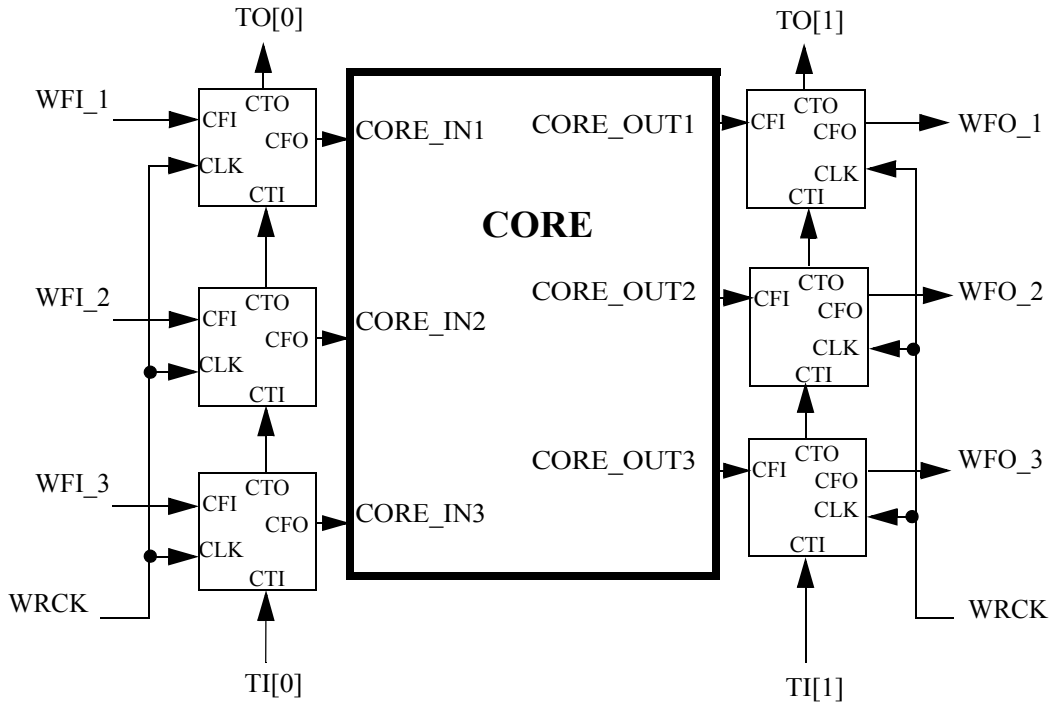 TO[0]
TO[1]
WFI_1
CFI
CTO
CFO
CLK
CTI
CORE_IN1
CORE_OUT1
CFI
CTO
CFO
CLK
CTI
WFO_1
CORE
WFI_2
CFI
CTO
CFO
CLK
CTI
CORE_IN2
CORE_OUT2
CFI
CTO
CFO
CLK
CTI
WFO_2
WFI_3
CFI
CTO
CFO
CLK
CTI
CORE_IN3
CORE_OUT3
CFI
CTO
CFO
CLK
CTI
WFO_3
WRCK
WRCK
TI[0]
TI[1]